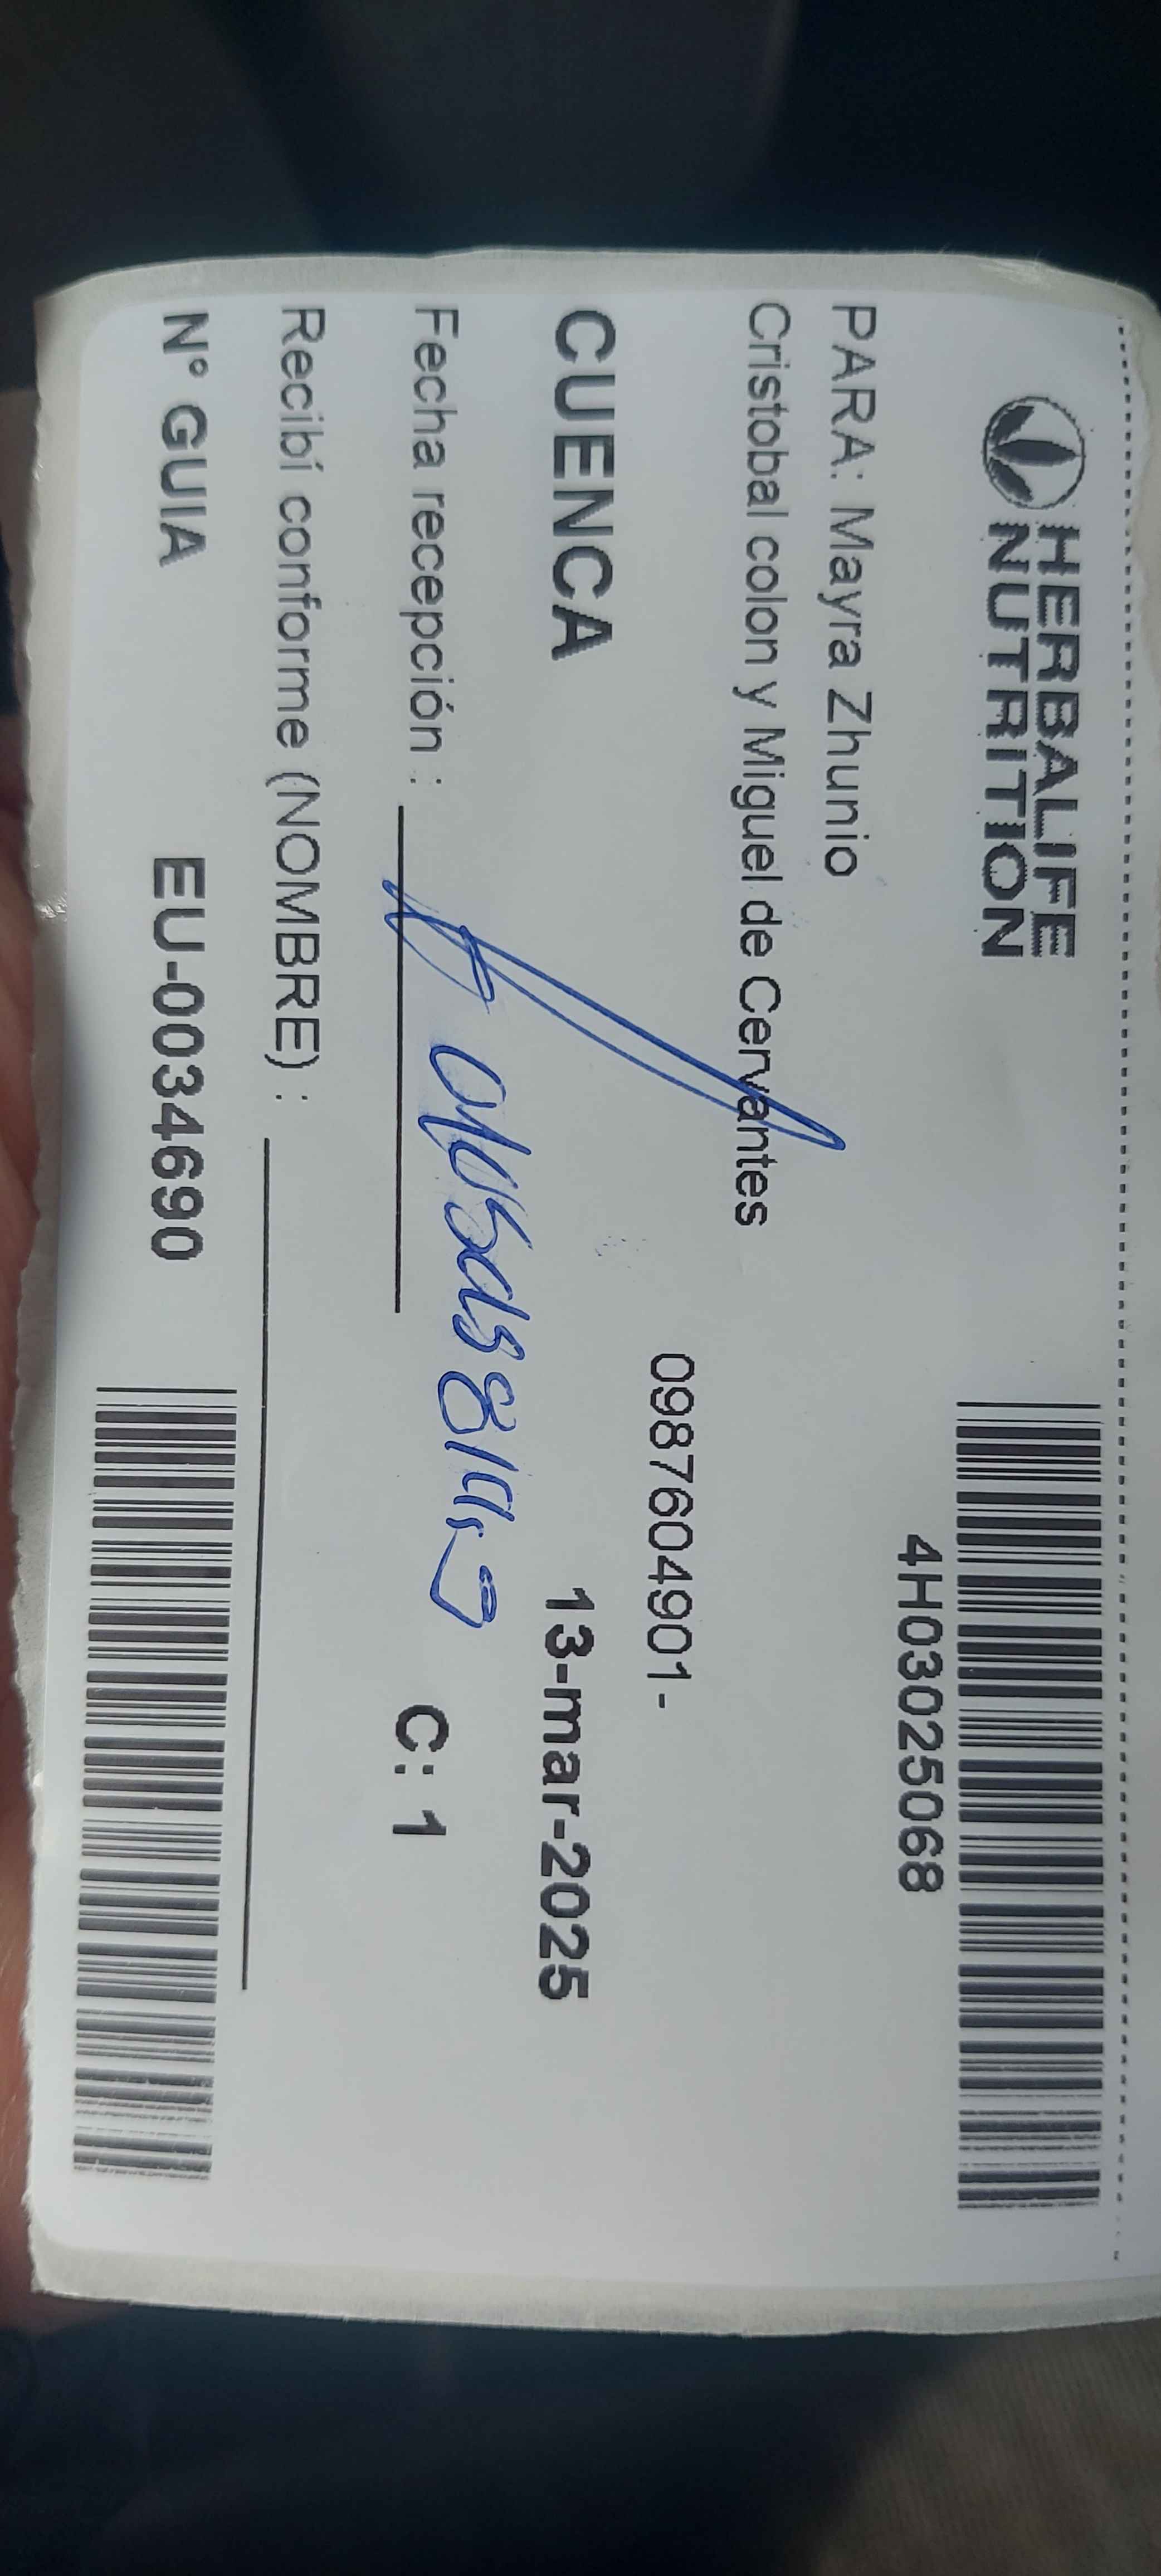 HERBALIFE
NUTRITION
4H03025068
PARA: Mayra Zhunio
Cristobal colon y Miguel de Cervantes
0987604901-
CUENCA
13-mar-2025
Fecha recepción :
C: 1
Recibí conforme (NOMBRE) :
N° GUIA EU-0034690